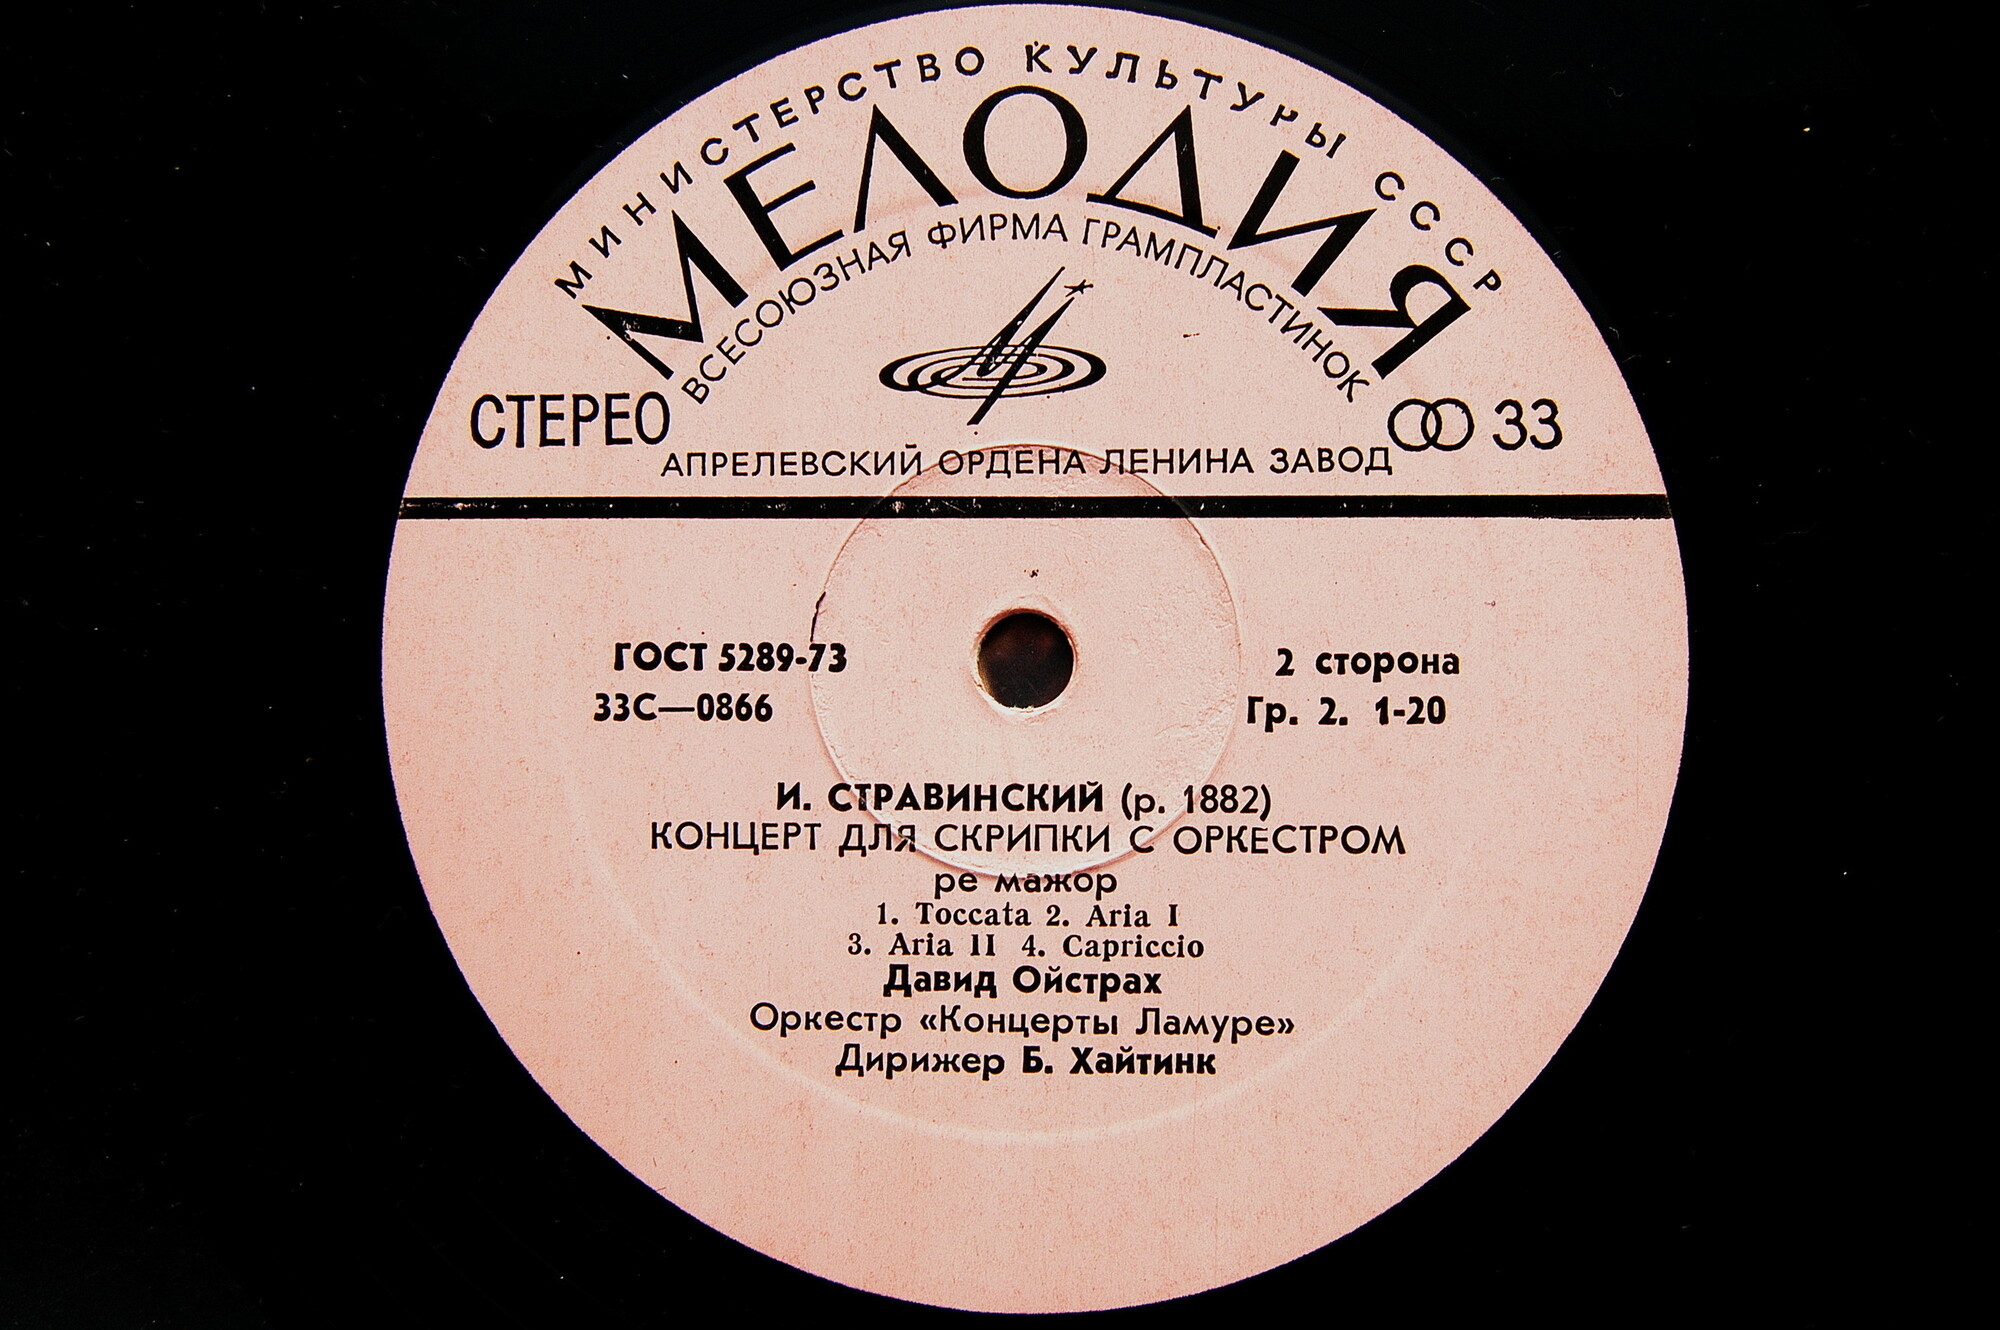 МИНИСТЕРСТВО КУЛЬТУРЫ СССР
МЕЛОДИЯ
ВСЕСОЮЗНАЯ ФИРМА ГРАМПЛАСТИНОК
СТЕРЕО
33
АПРЕЛЕВСКИЙ ОРДЕНА ЛЕНИНА ЗАВОД
ГОСТ 5289-73
2 сторона
33С—0866
Гр. 2. 1-20
И. СТРАВИНСКИЙ (р. 1882)
КОНЦЕРТ ДЛЯ СКРИПКИ С ОРКЕСТРОМ
ре мажор
1. Toccata 2. Aria I
3. Aria II 4. Capriccio
Давид Ойстрах
Оркестр «Концерты Ламуре»
Дирижер Б. Хайтинк